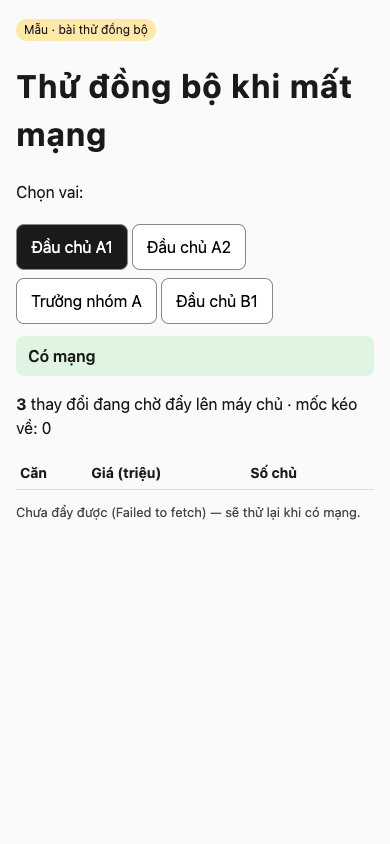 Mẫu · bài thử đồng bộ
Thử đồng bộ khi mất
mạng
Chọn vai:
Đầu chủ A1 Đầu chủ A2
Trưởng nhóm A Đầu chủ B1
Có mạng
3 thay đổi đang chờ đẩy lên máy chủ · mốc kéo
về: 0
Căn Giá (triệu) Số chủ
Chưa đẩy được (Failed to fetch) — sẽ thử lại khi có mạng.